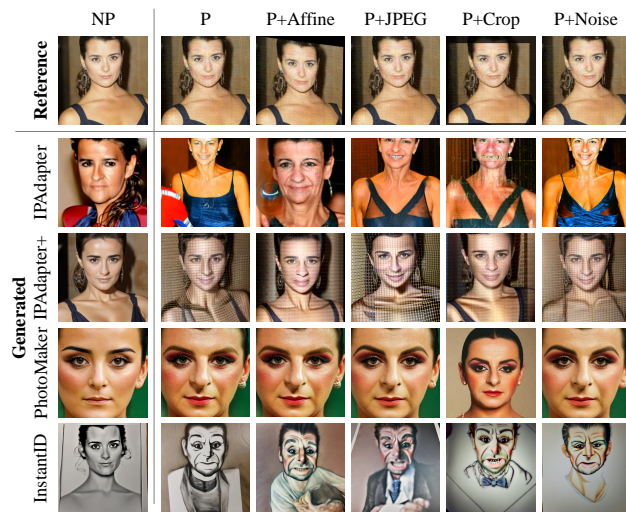 NP P P+Affine P+JPEG P+Crop P+Noise
Reference
Generated
IPAdapter
IPAdapter+
PhotoMaker
InstantID